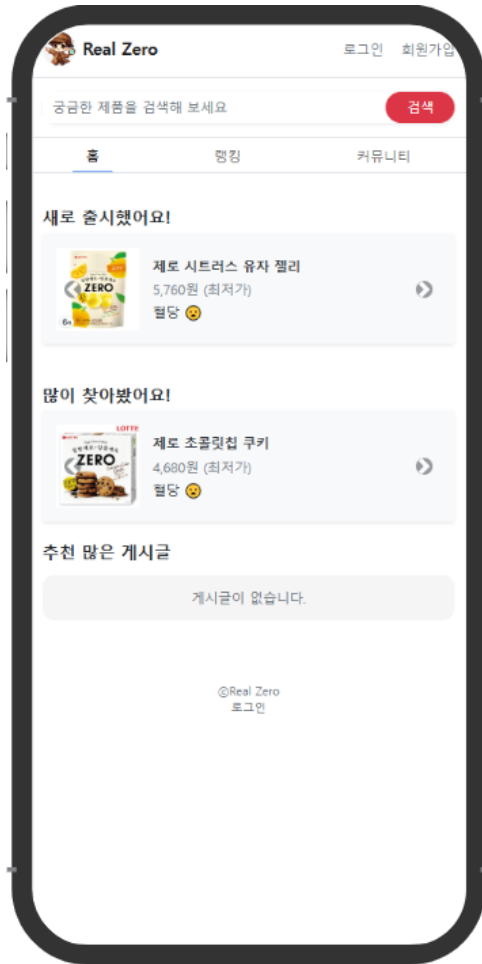 Real Zero
로그인 회원가입
궁금한 제품을 검색해 보세요
검색
홈 랭킹 커뮤니티
새로 출시했어요!
ZERO
제로 시트러스 유자 젤리
5,760원 (최저가)
혈당 😮
많이 찾아봤어요!
LOTTE
ZERO
제로 초콜릿칩 쿠키
4,680원 (최저가)
혈당 😮
추천 많은 게시글
게시글이 없습니다.
©Real Zero
로그인